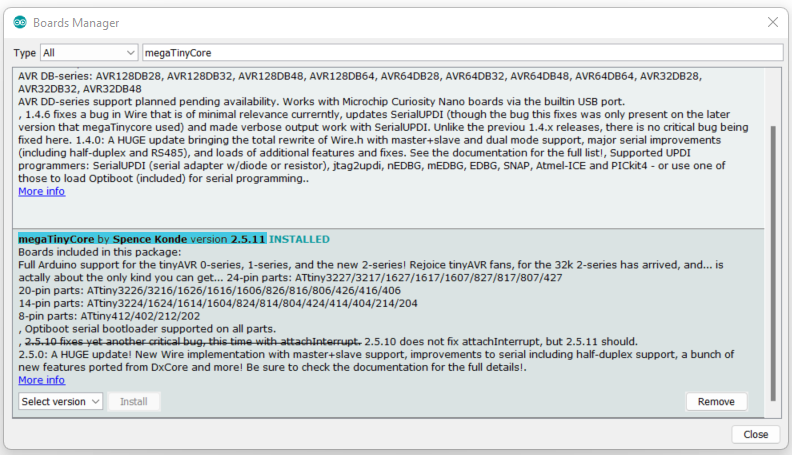 Boards Manager
Type All megaTinyCore
AVR DB-series: AVR128DB28, AVR128DB32, AVR128DB48, AVR128DB64, AVR64DB28, AVR64DB32, AVR64DB48, AVR64DB64, AVR32DB28,
AVR32DB32, AVR32DB48
AVR DD-series support planned pending availability. Works with Microchip Curiosity Nano boards via the builtin USB port.
, 1.4.6 fixes a bug in Wire that is of minimal relevance currerntly, updates SerialUPDI (though the bug this fixes was only present on the later
version that megaTinycore used) and made verbose output work with SerialUPDI. Unlike the previou 1.4.x releases, there is no critical bug being
fixed here. 1.4.0: A HUGE update bringing the total rewrite of Wire.h with master+slave and dual mode support, major serial improvements
(including half-duplex and RS485), and loads of additional features and fixes. See the documentation for the full list!, Supported UPDI
programmers: SerialUPDI (serial adapter w/diode or resistor), jtag2updi, nEDBG, mEDBG, EDBG, SNAP, Atmel-ICE and PICkit4 - or use one of
those to load Optiboot (included) for serial programming..
More info
megaTinyCore by Spence Konde version 2.5.11 INSTALLED
Boards included in this package:
Full Arduino support for the tinyAVR 0-series, 1-series, and the new 2-series! Rejoice tinyAVR fans, for the 32k 2-series has arrived, and... is
actally about the only kind you can get... 24-pin parts: ATtiny3227/3217/1627/1617/1607/827/817/807/427
20-pin parts: ATtiny3226/3216/1626/1616/1606/826/816/806/426/416/406
14-pin parts: ATtiny3224/1624/1614/1604/824/814/804/424/414/404/214/204
8-pin parts: ATtiny412/402/212/202
, Optiboot serial bootloader supported on all parts.
, 2.5.10 fixes yet another critical bug, this time with attachInterrupt. 2.5.10 does not fix attachInterrupt, but 2.5.11 should.
2.5.0: A HUGE update! New Wire implementation with master+slave support, improvements to serial including half-duplex support, a bunch of
new features ported from DxCore and more! Be sure to check the documentation for the full details!.
More info
Select version Install Remove
Close